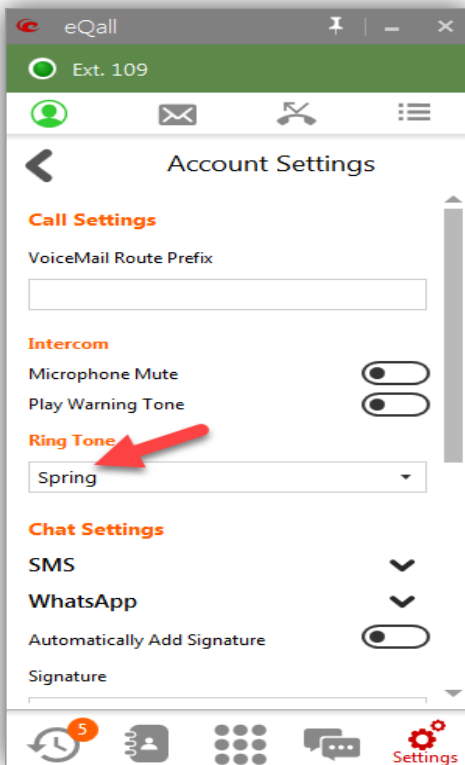 eQall
Ext. 109
Account Settings
Call Settings
VoiceMail Route Prefix
Intercom
Microphone Mute
Play Warning Tone
Ring Tone
Spring
Chat Settings
SMS
WhatsApp
Automatically Add Signature
Signature
5
Settings